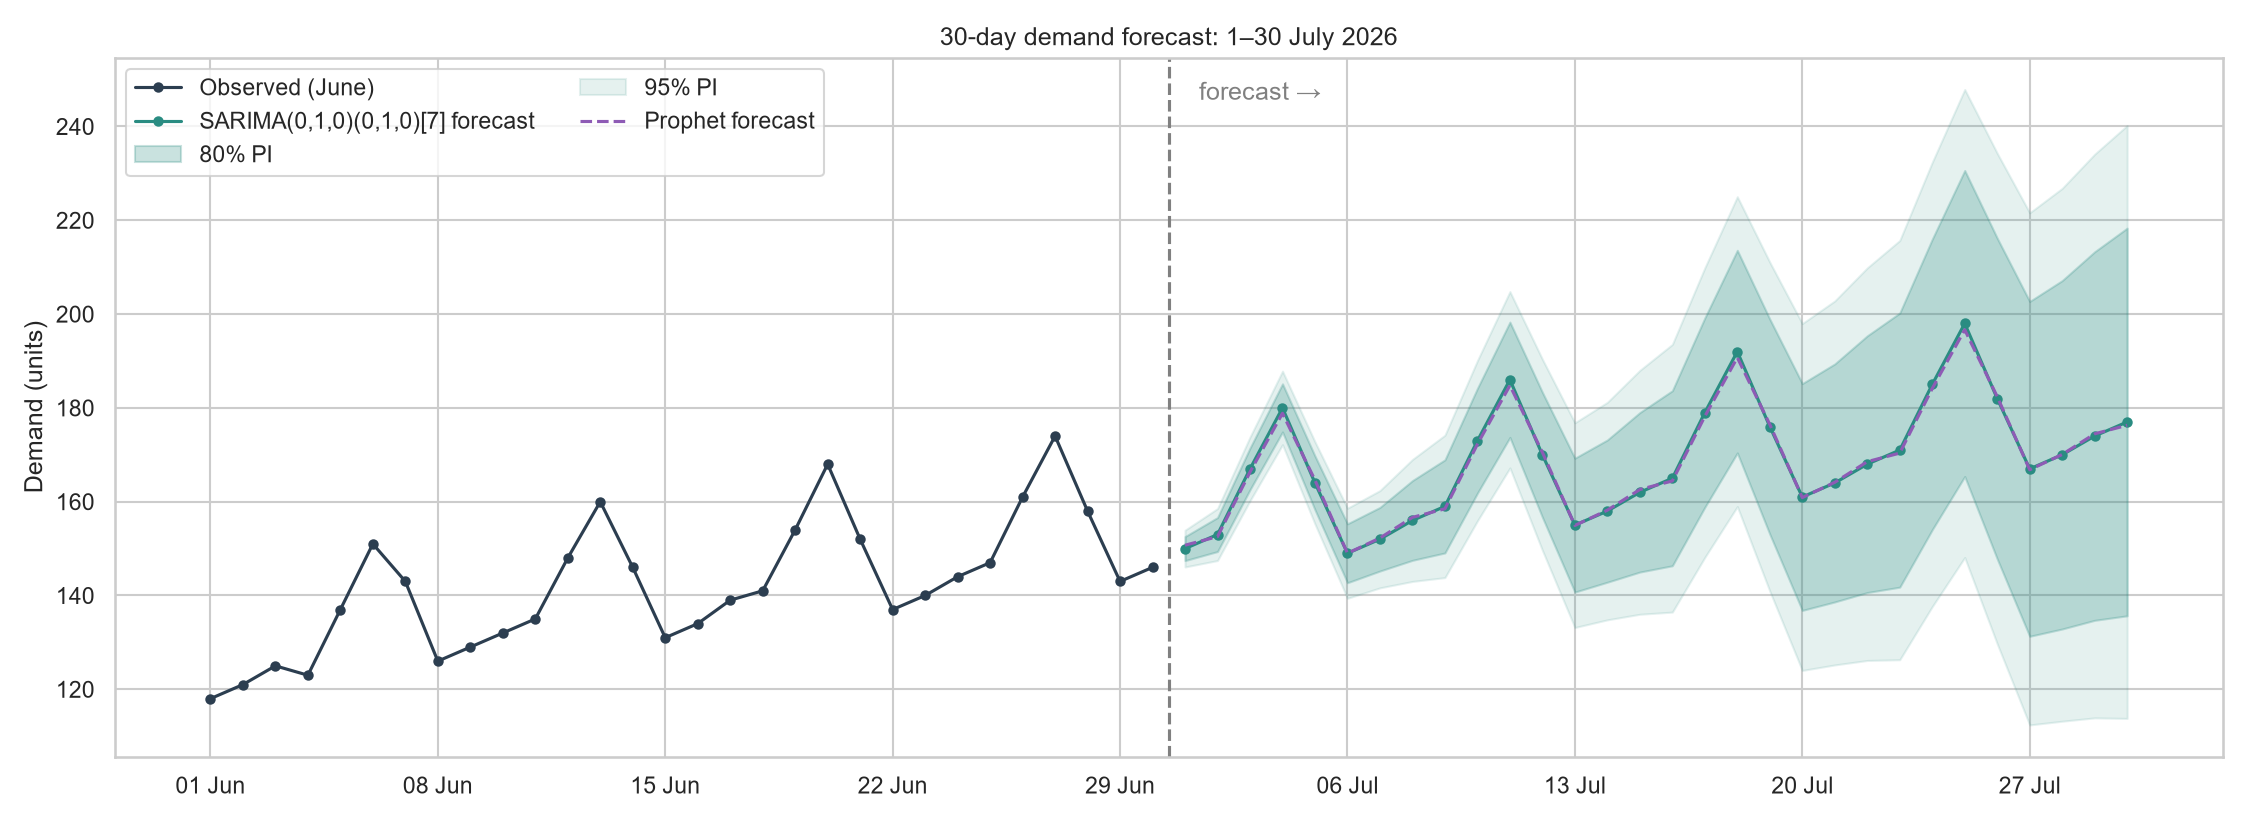 30-day demand forecast: 1–30 July 2026
Observed (June)
SARIMA(0,1,0)(0,1,0)[7] forecast
80% PI
95% PI
Prophet forecast
forecast →
Demand (units)
240
220
200
180
160
140
120
01 Jun
08 Jun
15 Jun
22 Jun
29 Jun
06 Jul
13 Jul
20 Jul
27 Jul